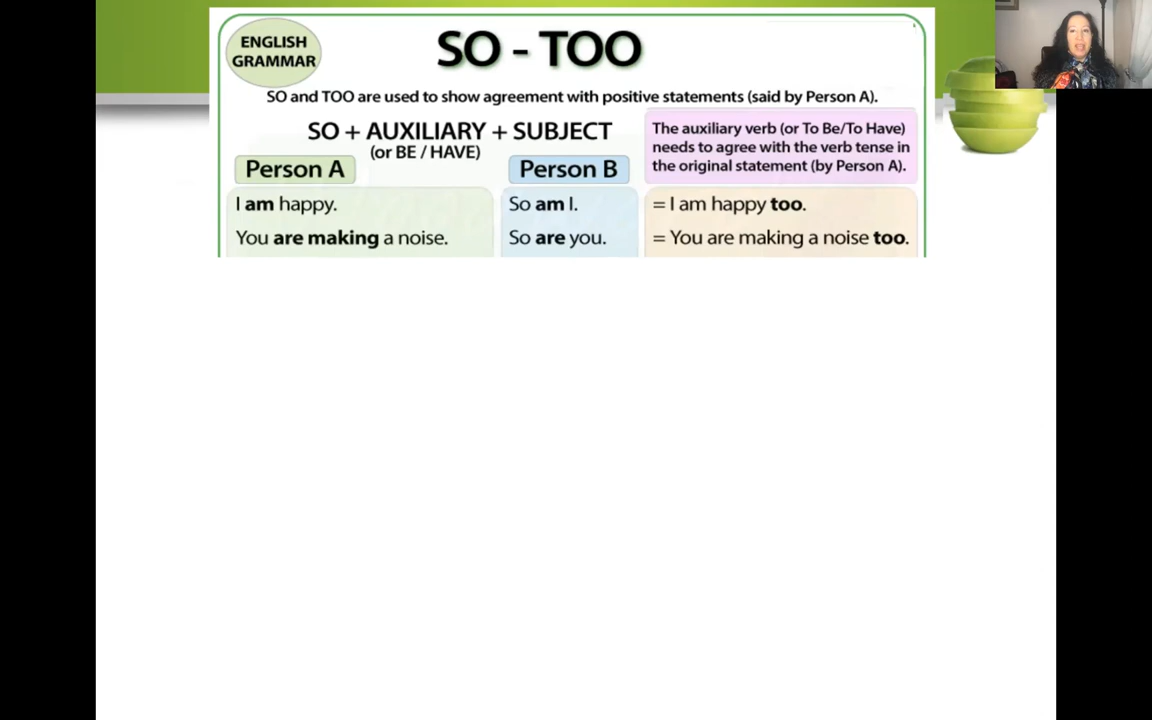 ENGLISH
GRAMMAR
SO - TOO
SO and TOO are used to show agreement with positive statements (said by Person A).
SO + AUXILIARY + SUBJECT
(or BE / HAVE)
The auxiliary verb (or To Be/To Have)
needs to agree with the verb tense in
the original statement (by Person A).
Person A
Person B
I am happy.
So am I.
= I am happy too.
You are making a noise.
So are you.
= You are making a noise too.